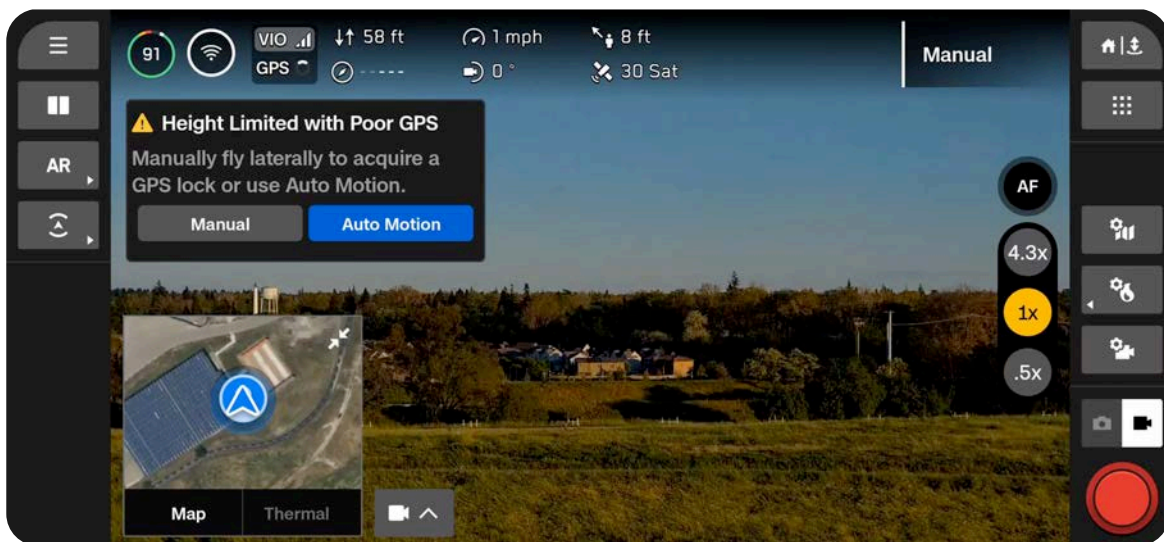 91
VIO
GPS
58 ft
-----
1 mph
0 °
8 ft
30 Sat
Manual
Height Limited with Poor GPS
Manually fly laterally to acquire a
GPS lock or use Auto Motion.
Manual
Auto Motion
AR
AF
4.3x
1x
.5x
Map
Thermal